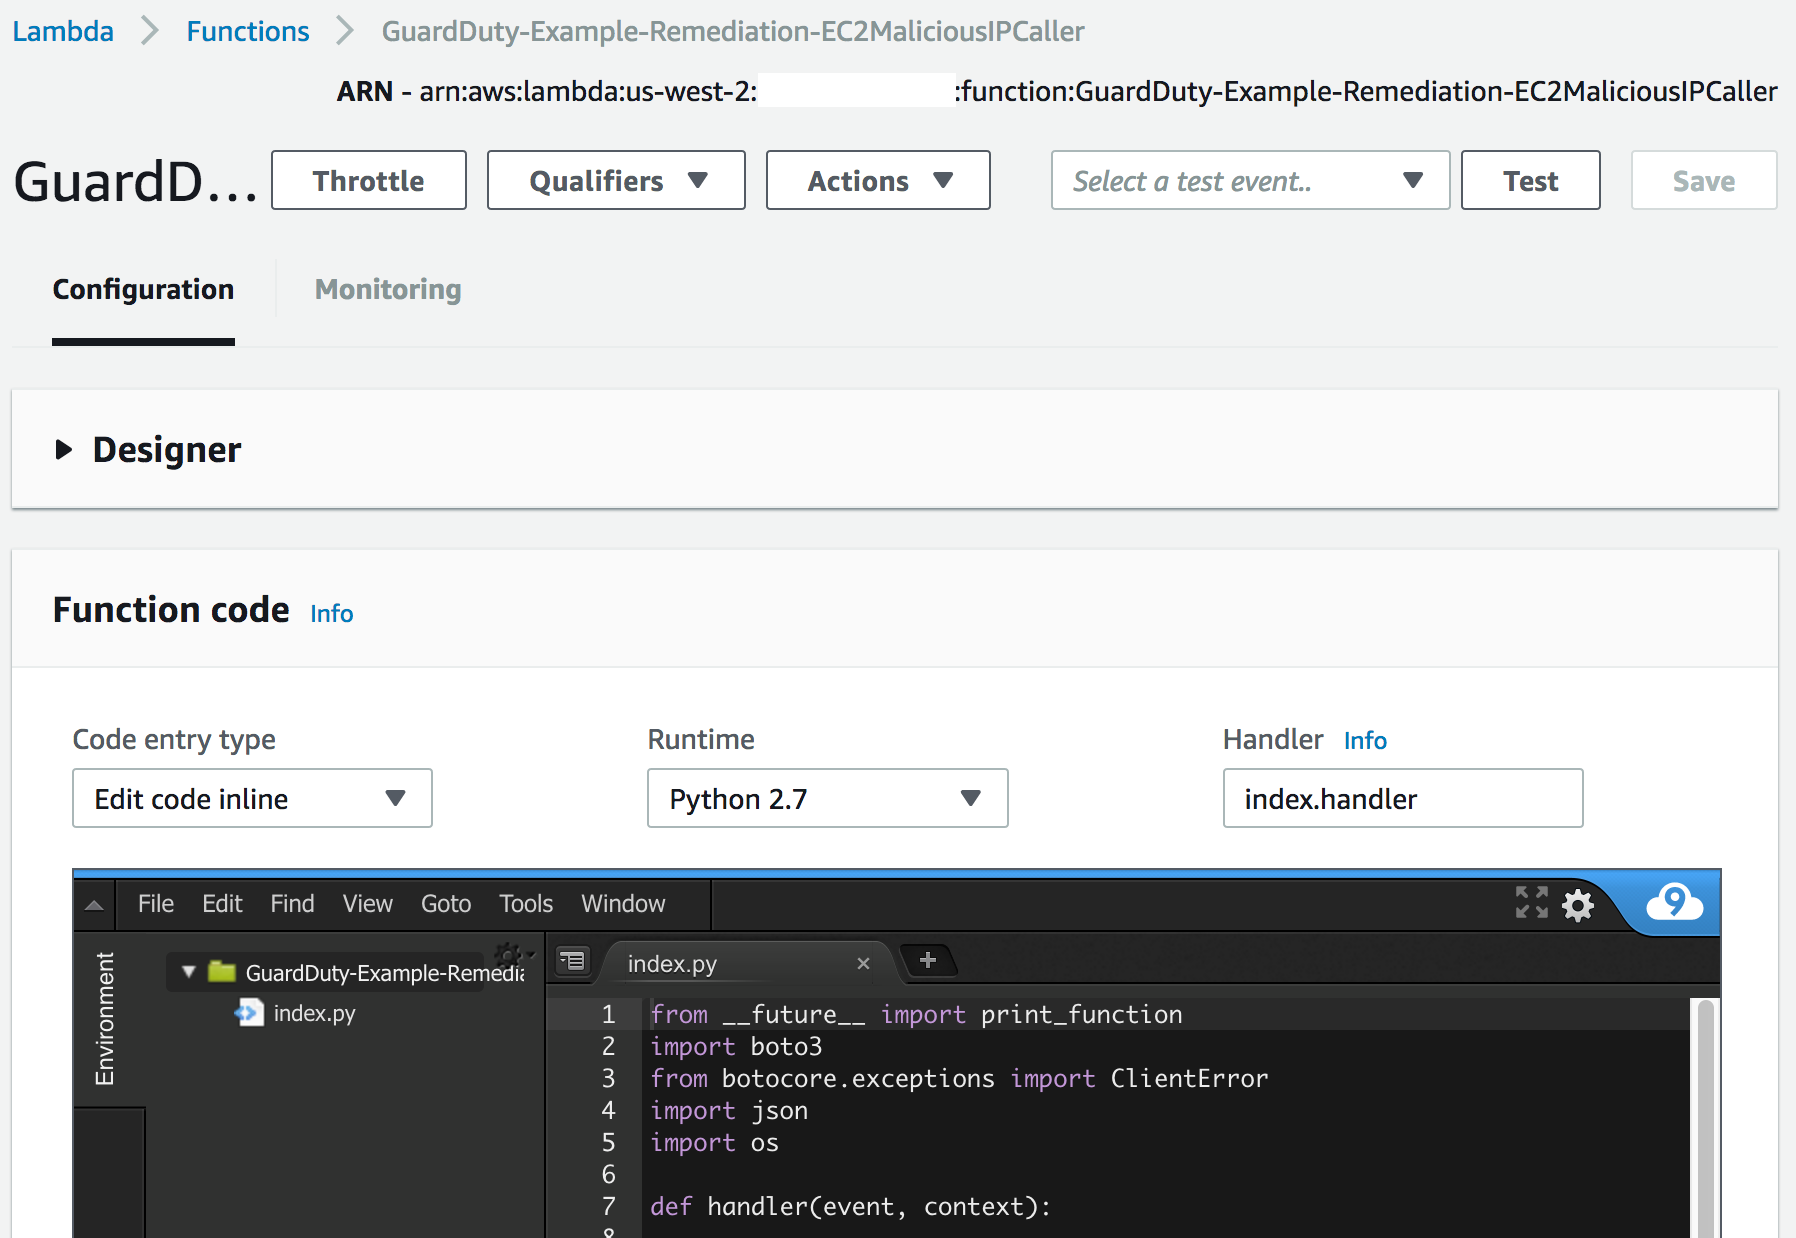 Lambda Functions GuardDuty-Example-Remediation-EC2MaliciousIPCaller
ARN - arn:aws:lambda:us-west-2: :function:GuardDuty-Example-Remediation-EC2MaliciousIPCaller
GuardD... Throttle Qualifiers Actions Select a test event.. Test Save
Configuration Monitoring
Designer
Function code Info
Code entry type Runtime Handler Info
Edit code inline Python 2.7 index.handler
File Edit Find View Goto Tools Window 9
Environment
GuardDuty-Example-Remedia
index.py
index.py × +
1 from __future__ import print_function
2 import boto3
3 from botocore.exceptions import ClientError
4 import json
5 import os
6
7 def handler(event, context):
8